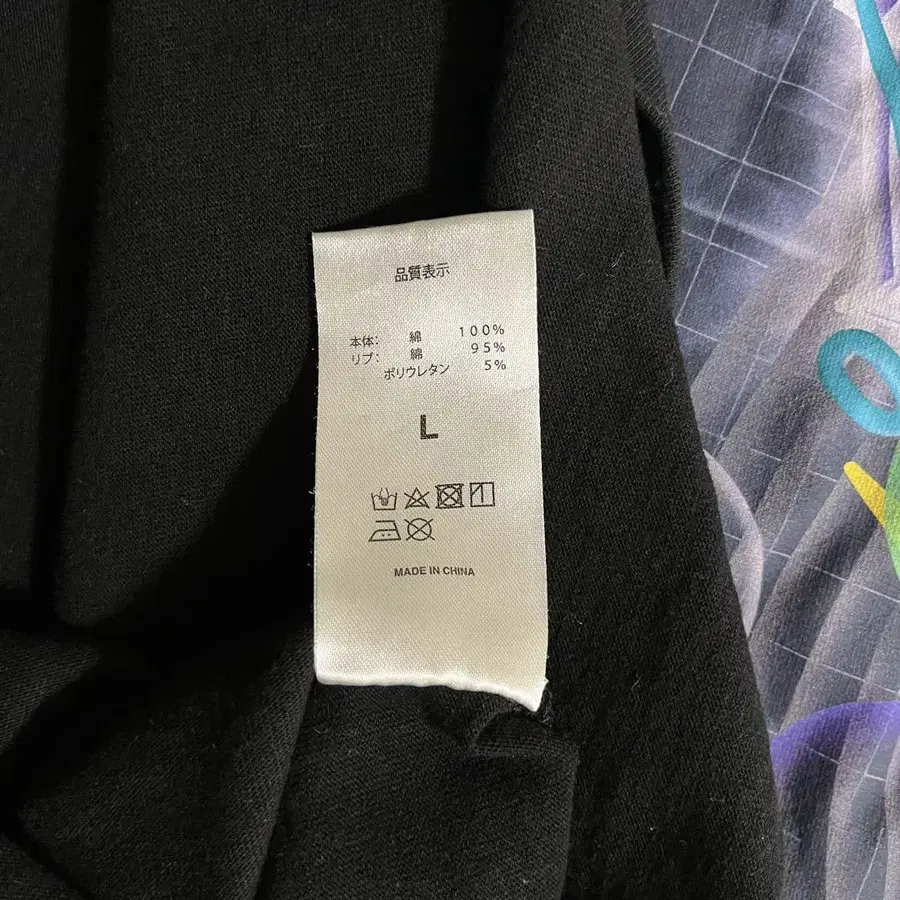 品質表示
本体: 綿 100%
リブ: 綿 95%
ポリウレタン 5%
L
MADE IN CHINA